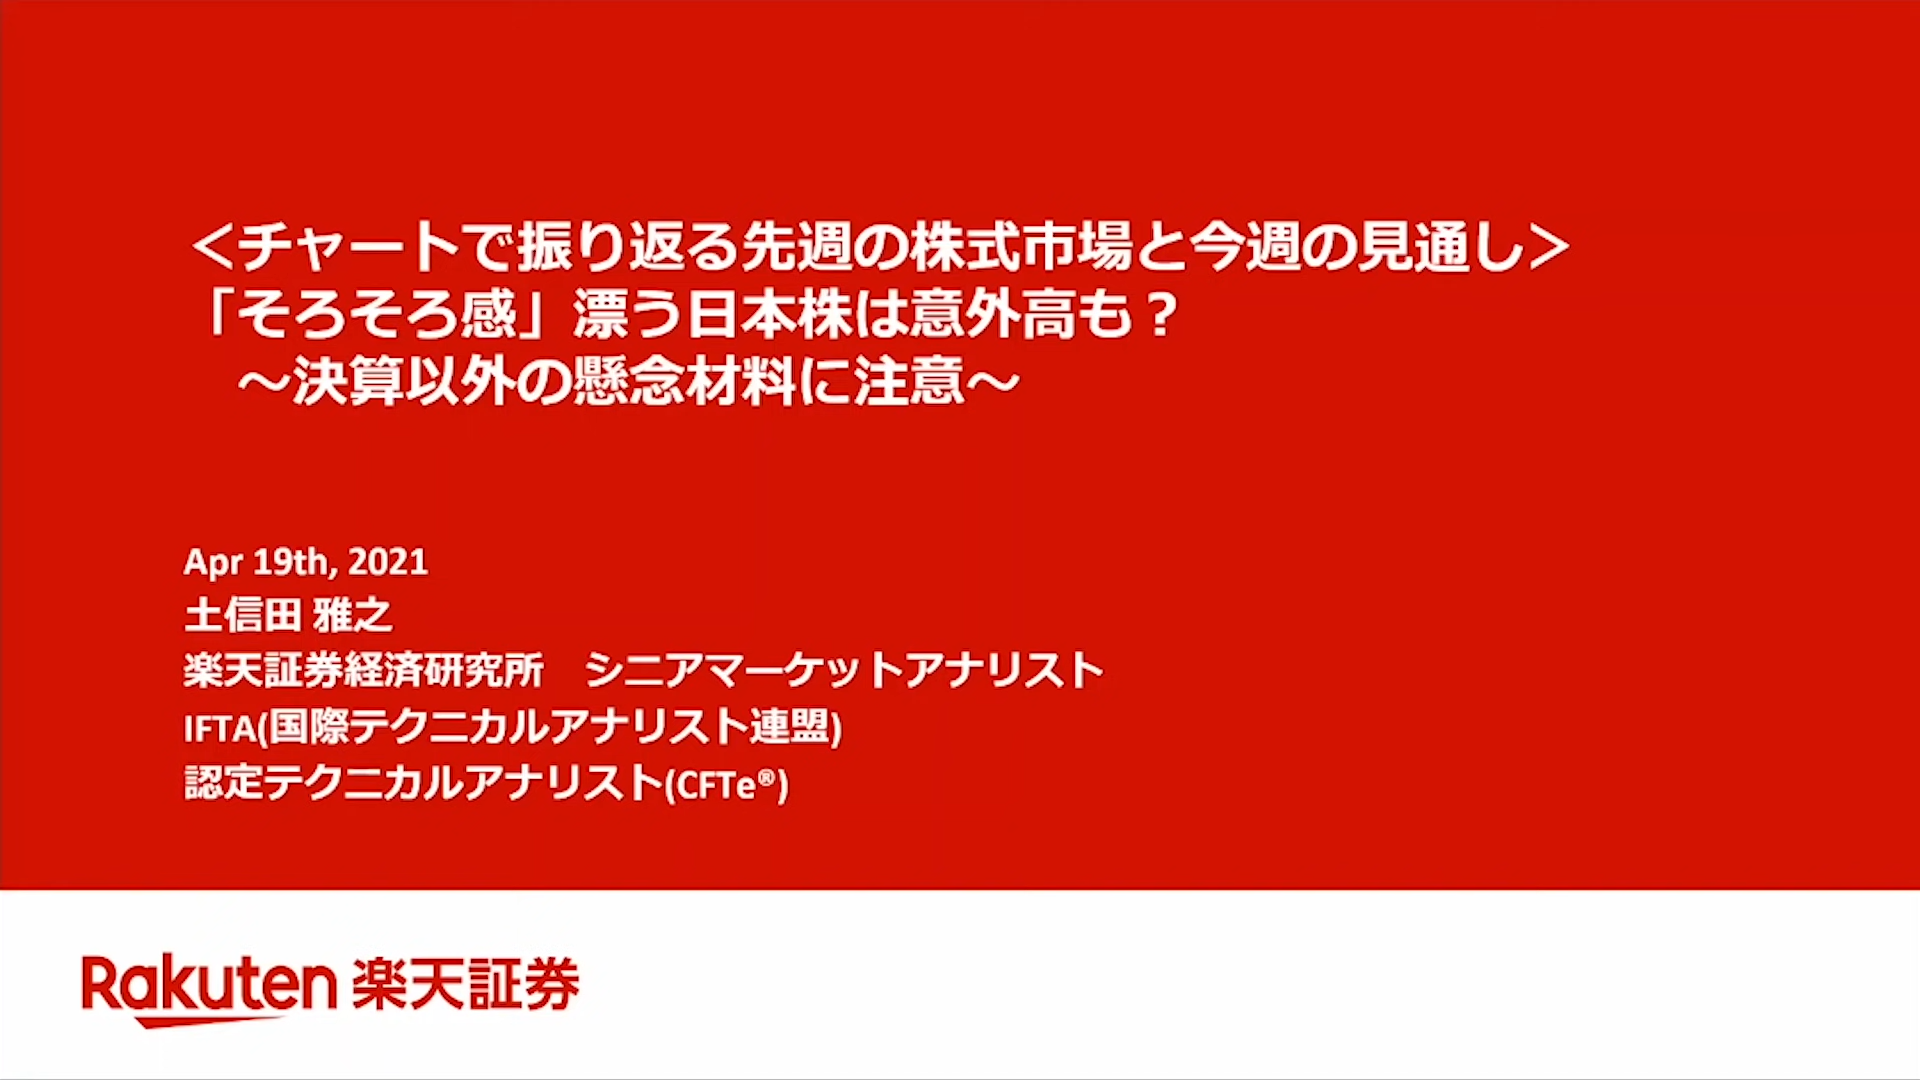 ＜チャートで振り返る先週の株式市場と今週の見通し＞
「そろそろ感」漂う日本株は意外高も？
～決算以外の懸念材料に注意～
Apr 19th, 2021
土信田 雅之
楽天証券経済研究所　シニアマーケットアナリスト
IFTA(国際テクニカルアナリスト連盟)
認定テクニカルアナリスト(CFTe®)
Rakuten 楽天証券